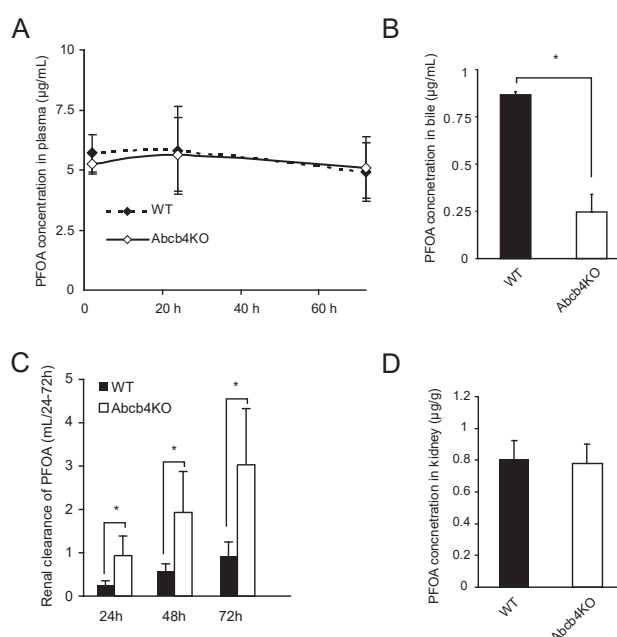 A
PFOA concentration in plasma (µg/mL)
10
7.5
5
2.5
0
WT
Abcb4KO
0
20 h
40 h
60 h
B
PFOA concnetration in bile (µg/mL)
1
0.75
0.5
0.25
0
*
WT
Abcb4KO
C
Renal clearance of PFOA (mL/24-72h)
5
4
3
2
1
0
WT
Abcb4KO
*
*
*
24h
48h
72h
D
PFOA concnetration in kidney (µg/g)
1.2
1
0.8
0.6
0.4
0.2
0
WT
Abcb4KO